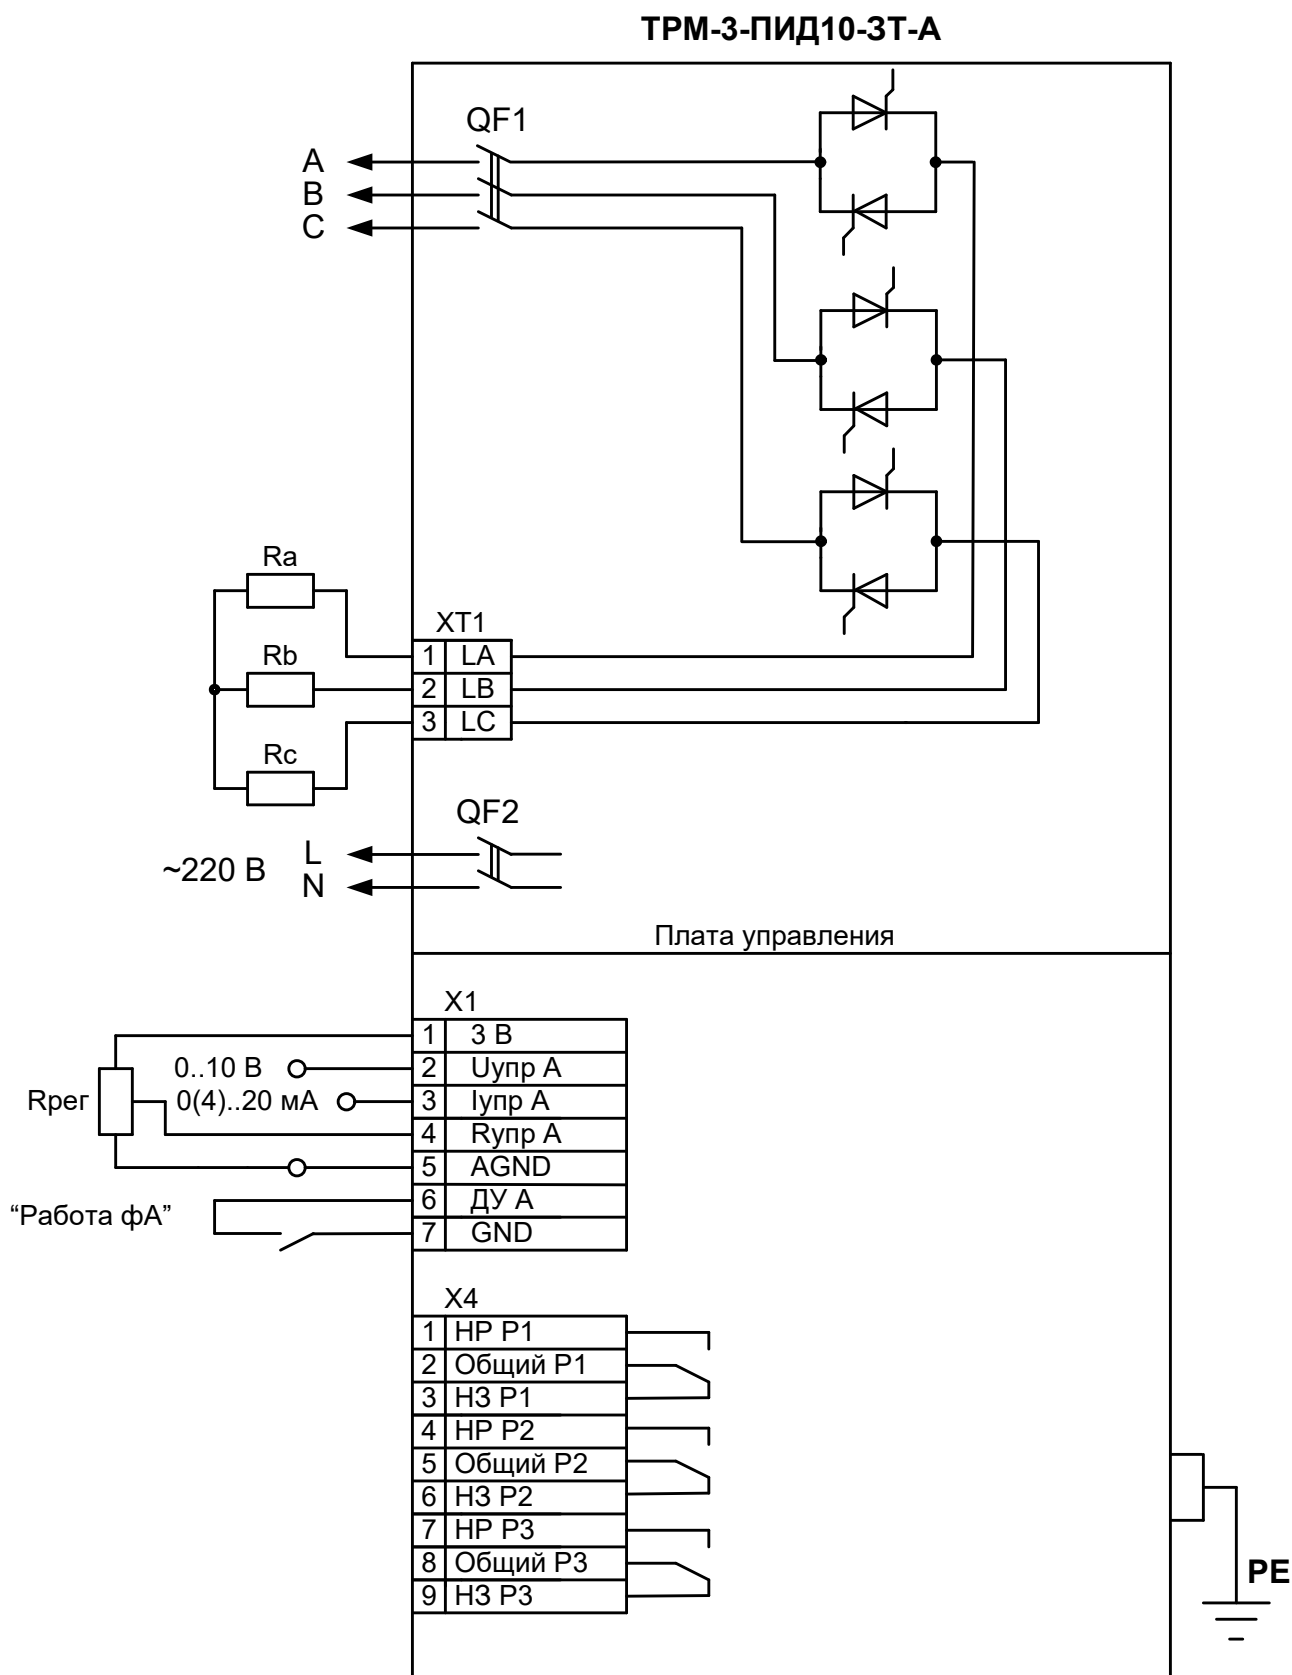 ТРМ-3-ПИД10-3Т-А
QF1
A
B
C
Ra
XT1
1 LA
Rb
2 LB
3 LC
Rc
QF2
~220 В
L
N
Плата управления
X1
1 3 В
0..10 В 2 Uупр А
Rрег 0(4)..20 мА 3 Iупр А
4 Rупр А
5 AGND
“Работа фА” 6 ДУ А
7 GND
X4
1 НР Р1
2 Общий Р1
3 НЗ Р1
4 НР Р2
5 Общий Р2
6 НЗ Р2
7 НР Р3
8 Общий Р3
9 НЗ Р3
PE